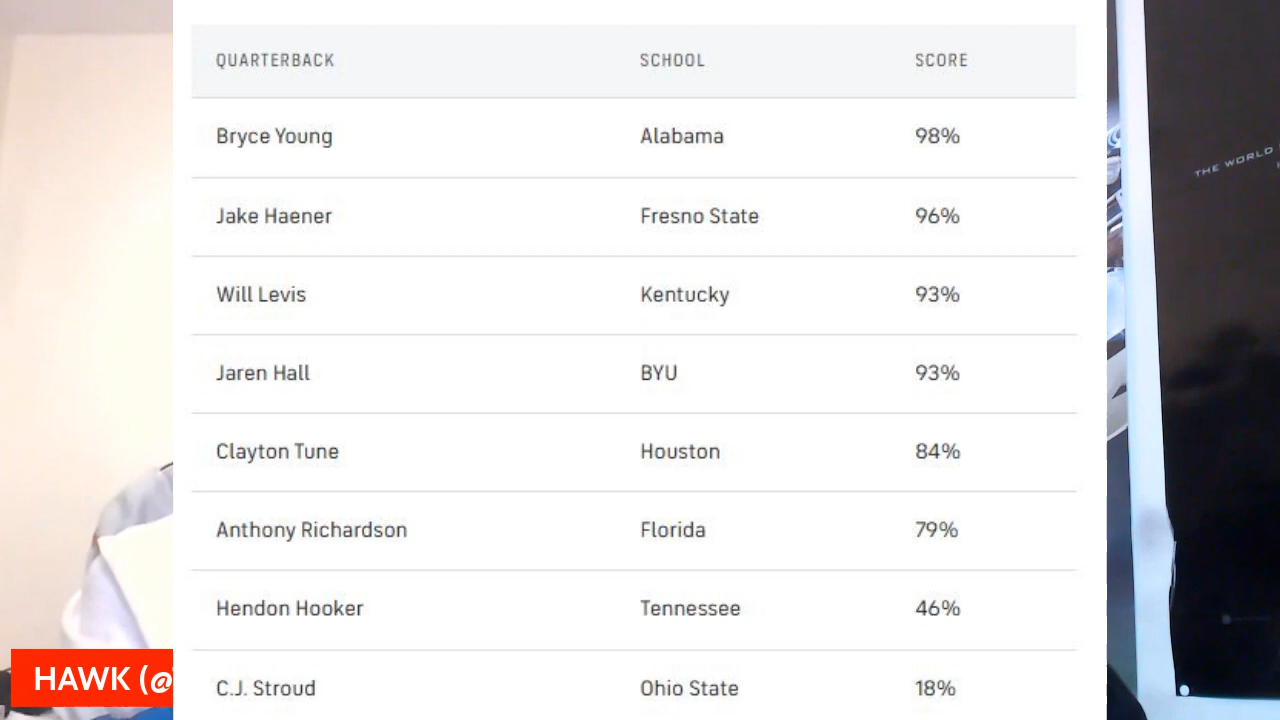 QUARTERBACK SCHOOL SCORE
Bryce Young Alabama 98%
Jake Haener Fresno State 96%
Will Levis Kentucky 93%
Jaren Hall BYU 93%
Clayton Tune Houston 84%
Anthony Richardson Florida 79%
Hendon Hooker Tennessee 46%
C.J. Stroud Ohio State 18%
THE WORLD
HAWK (@